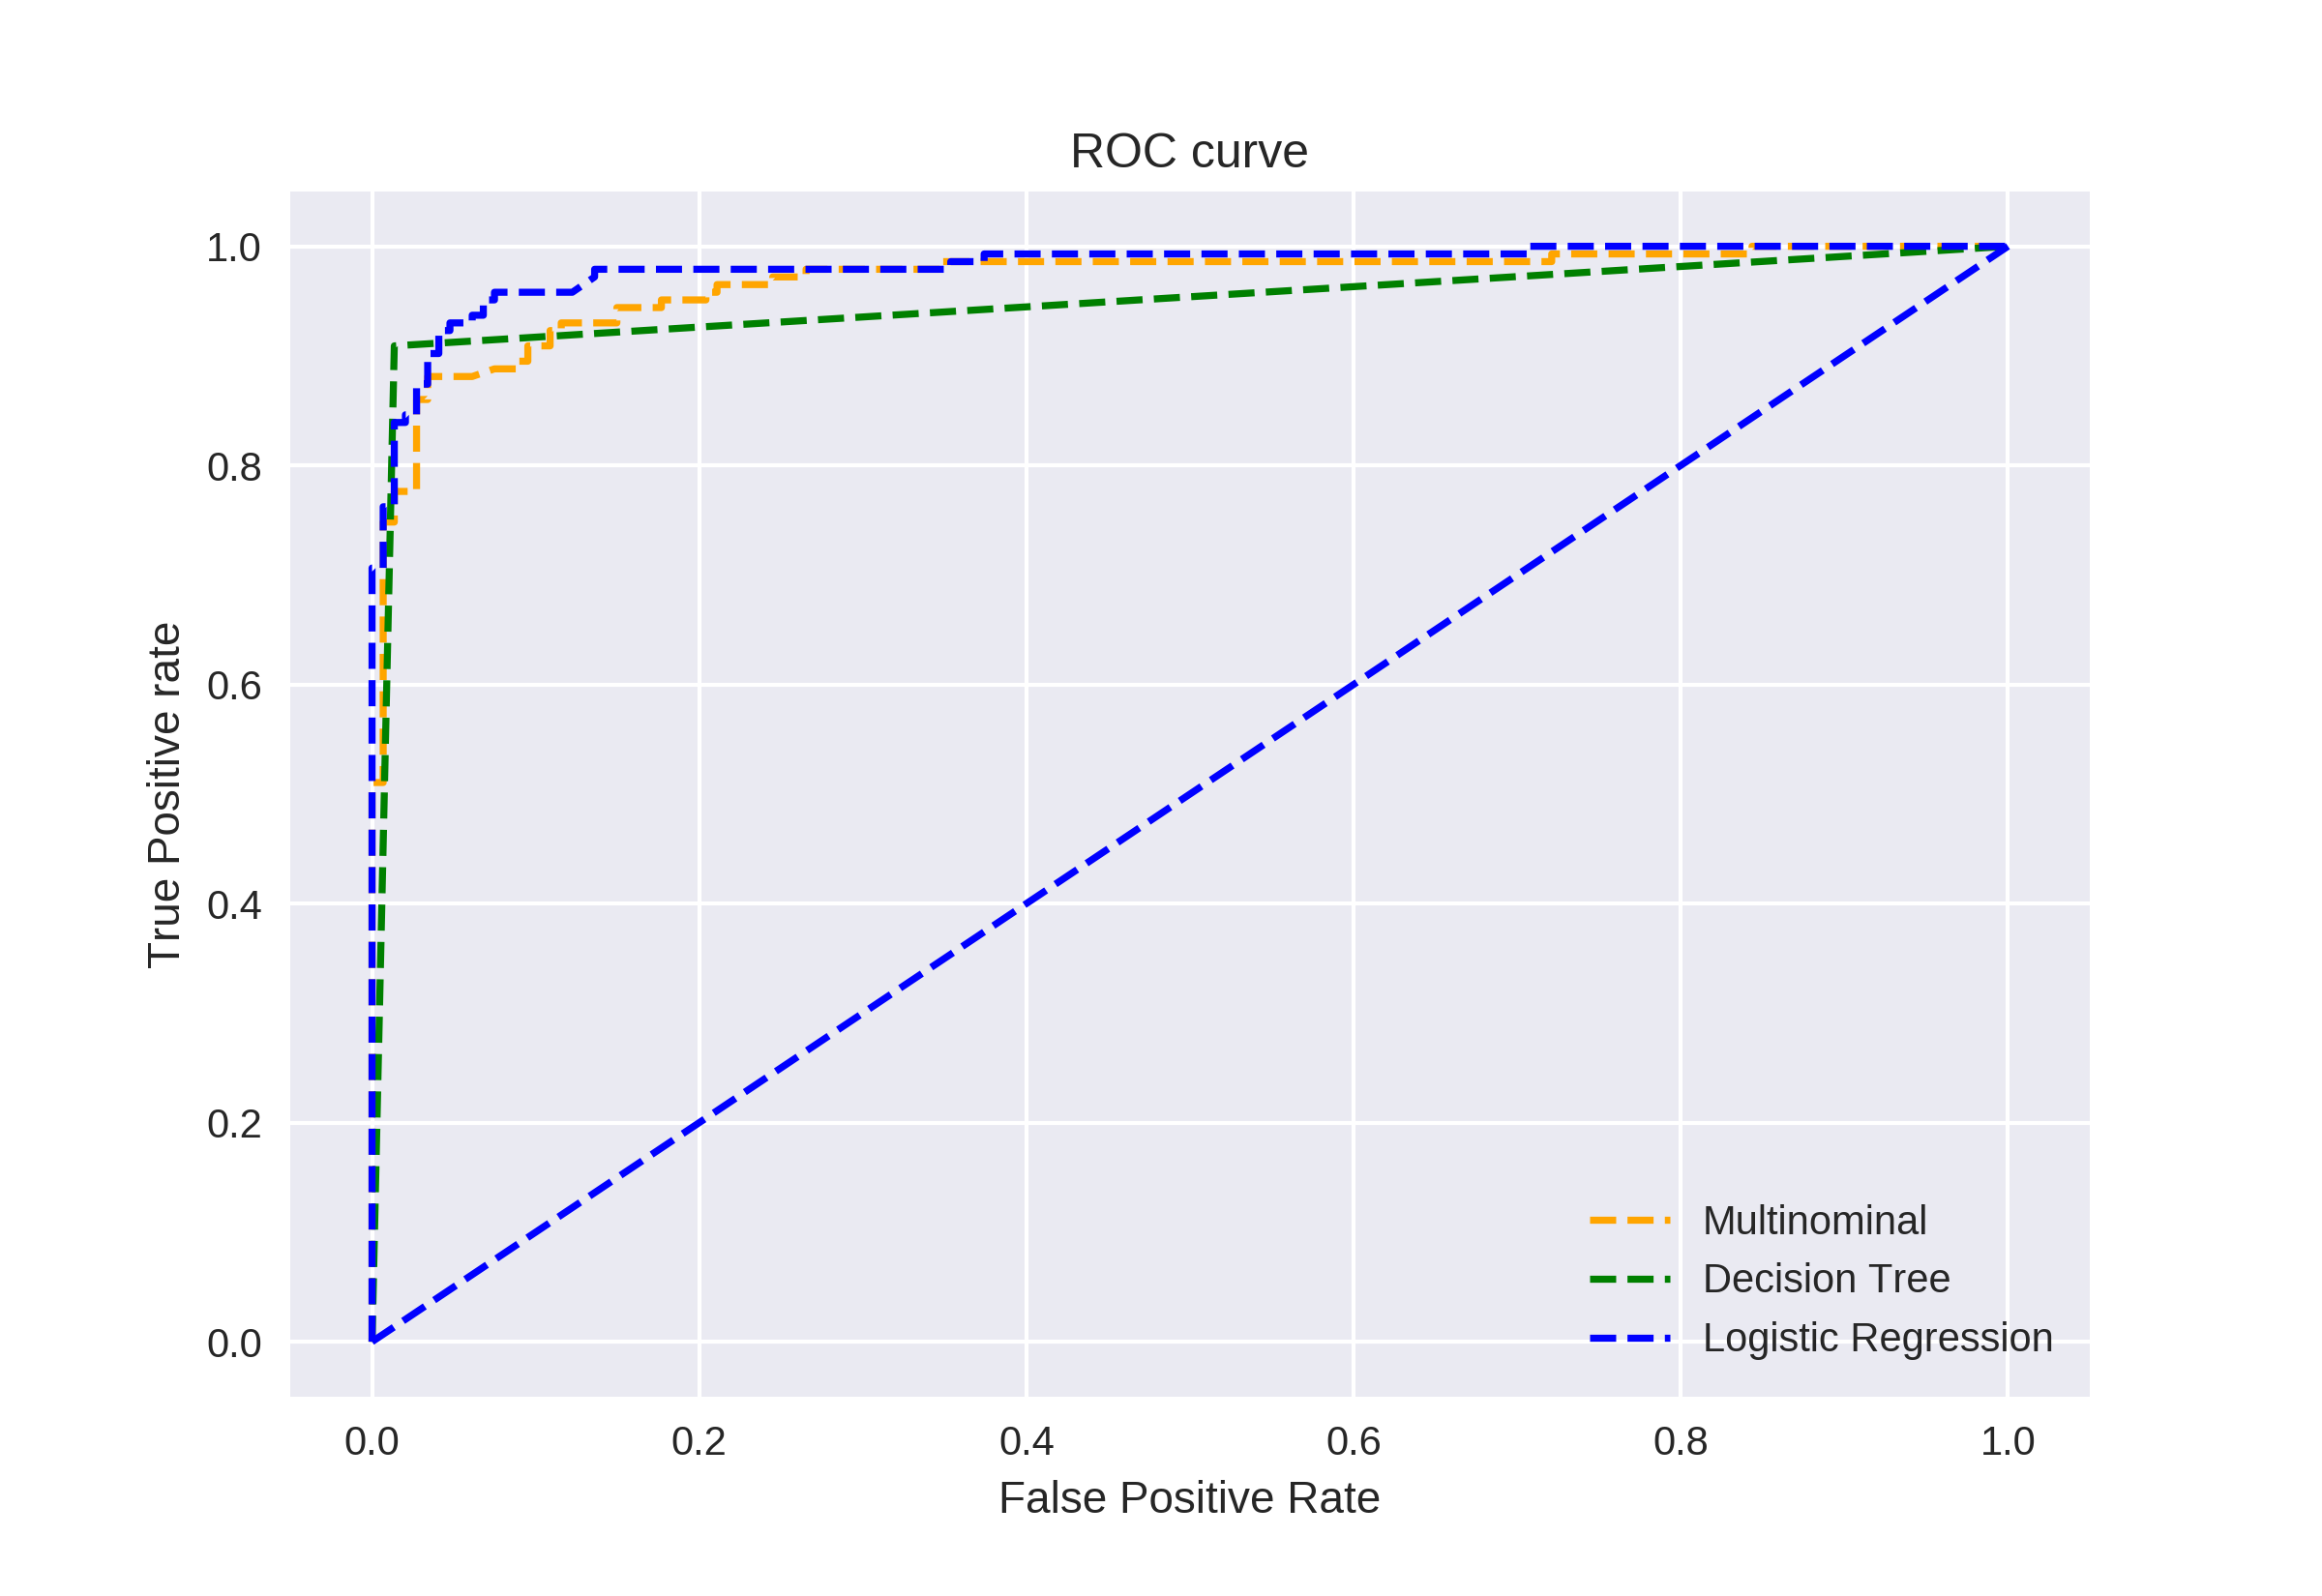 ROC curve
1.0
0.8
0.6
0.4
0.2
0.0
True Positive rate
Multinominal
Decision Tree
Logistic Regression
0.0 0.2 0.4 0.6 0.8 1.0
False Positive Rate